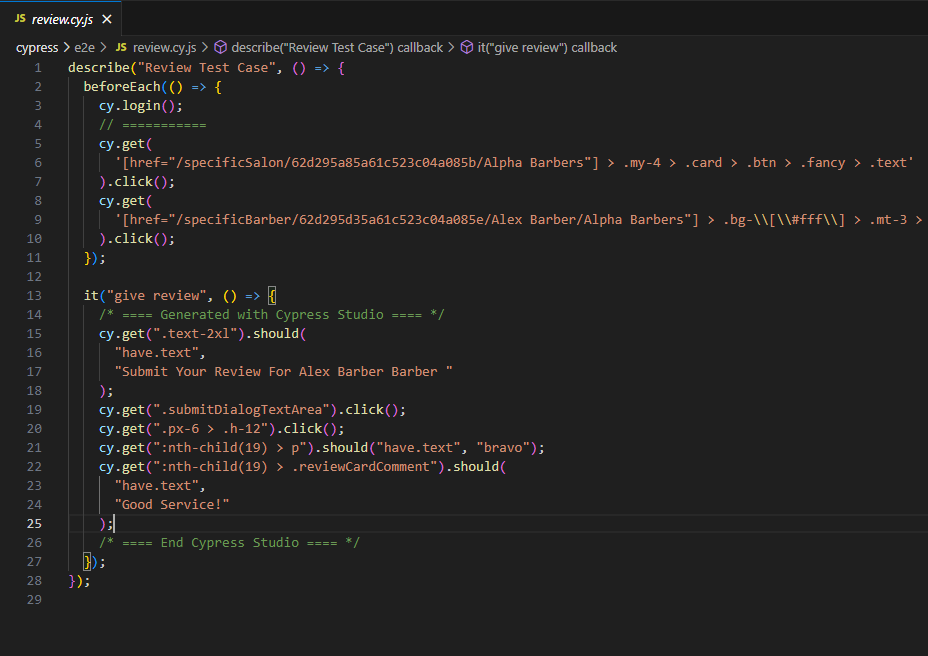 JS review.cy.js ×
cypress > e2e > JS review.cy.js > describe("Review Test Case") callback > it("give review") callback
1 describe("Review Test Case", () => {
2 beforeEach(() => {
3 cy.login();
4 // ===========
5 cy.get(
6 '[href="/specificSalon/62d295a85a61c523c04a085b/Alpha Barbers"] > .my-4 > .card > .btn > .fancy > .text'
7 ).click();
8 cy.get(
9 '[href="/specificBarber/62d295d35a61c523c04a085e/Alex Barber/Alpha Barbers"] > .bg-\\[\\#fff\\] > .mt-3 >
10 ).click();
11 });
12
13 it("give review", () => {
14 /* ==== Generated with Cypress Studio ==== */
15 cy.get(".text-2xl").should(
16 "have.text",
17 "Submit Your Review For Alex Barber Barber "
18 );
19 cy.get(".submitDialogTextArea").click();
20 cy.get(".px-6 > .h-12").click();
21 cy.get(":nth-child(19) > p").should("have.text", "bravo");
22 cy.get(":nth-child(19) > .reviewCardComment").should(
23 "have.text",
24 "Good Service!"
25 );
26 /* ==== End Cypress Studio ==== */
27 });
28 });
29